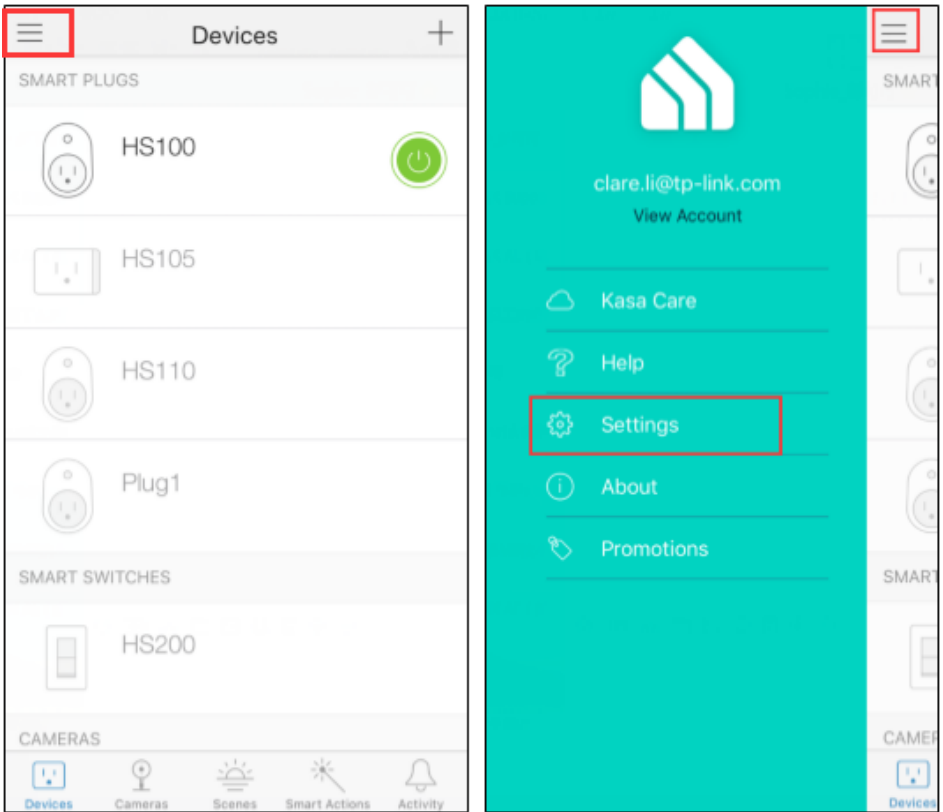 Devices
SMART PLUGS
HS100
HS105
HS110
Plug1
SMART SWITCHES
HS200
CAMERAS
Devices Cameras Scenes Smart Actions Activity
clare.li@tp-link.com
View Account
Kasa Care
Help
Settings
About
Promotions
SMART
SMART
CAMER
Devices